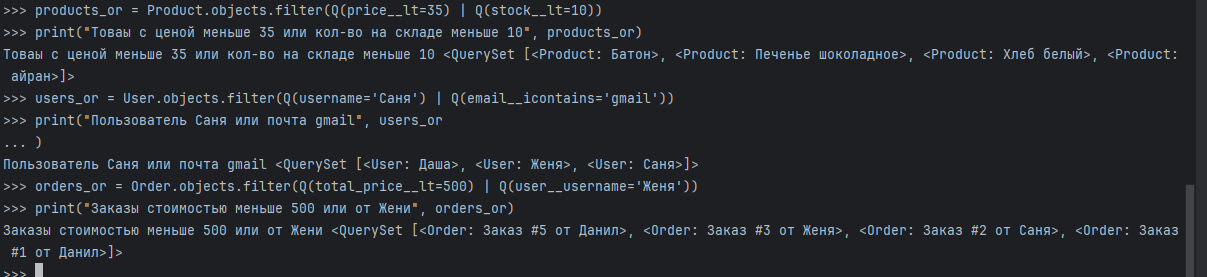 >>> products_or = Product.objects.filter(Q(price__lt=35) | Q(stock__lt=10))
>>> print("Товаы с ценой меньше 35 или кол-во на складе меньше 10", products_or)
Товаы с ценой меньше 35 или кол-во на складе меньше 10 <QuerySet [<Product: Батон>, <Product: Печенье шоколадное>, <Product: Хлеб белый>, <Product:
 айран>]>
>>> users_or = User.objects.filter(Q(username='Саня') | Q(email__icontains='gmail'))
>>> print("Пользователь Саня или почта gmail", users_or
... )
Пользователь Саня или почта gmail <QuerySet [<User: Даша>, <User: Женя>, <User: Саня>]>
>>> orders_or = Order.objects.filter(Q(total_price__lt=500) | Q(user__username='Женя'))
>>> print("Заказы стоимостью меньше 500 или от Жени", orders_or)
Заказы стоимостью меньше 500 или от Жени <QuerySet [<Order: Заказ #5 от Данил>, <Order: Заказ #3 от Женя>, <Order: Заказ #2 от Саня>, <Order: Заказ
 #1 от Данил>]>
>>>